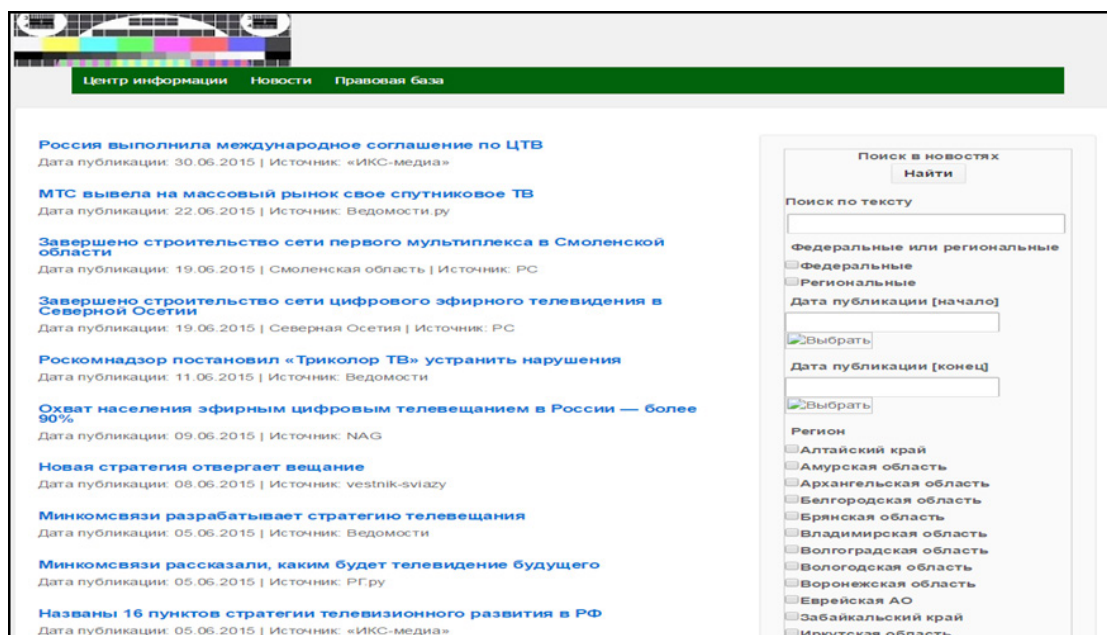 Центр информации Новости Правовая база
Россия выполнила международное соглашение по ЦТВ
Дата публикации: 30.06.2015 | Источник: «ИКС-медиа»
МТС вывела на массовый рынок свое спутниковое ТВ
Дата публикации: 22.06.2015 | Источник: Ведомости.ру
Завершено строительство сети первого мультиплекса в Смоленской
области
Дата публикации: 19.06.2015 | Смоленская область | Источник: РС
Завершено строительство сети цифрового эфирного телевидения в
Северной Осетии
Дата публикации: 19.06.2015 | Северная Осетия | Источник: РС
Роскомнадзор постановил «Триколор ТВ» устранить нарушения
Дата публикации: 11.06.2015 | Источник: Ведомости
Охват населения эфирным цифровым телевещанием в России — более
90%
Дата публикации: 09.06.2015 | Источник: NAG
Новая стратегия отвергает вещание
Дата публикации: 08.06.2015 | Источник: vestnik-sviazy
Минкомсвязи разрабатывает стратегию телевещания
Дата публикации: 05.06.2015 | Источник: Ведомости
Минкомсвязи рассказали, каким будет телевидение будущего
Дата публикации: 05.06.2015 | Источник: РГ.ру
Названы 16 пунктов стратегии телевизионного развития в РФ
Дата публикации: 05.06.2015 | Источник: «ИКС-медиа»
Поиск в новостях
Найти
Поиск по тексту
Федеральные или региональные
Федеральные
Региональные
Дата публикации [начало]
Выбрать
Дата публикации [конец]
Выбрать
Регион
Алтайский край
Амурская область
Архангельская область
Белгородская область
Брянская область
Владимирская область
Волгоградская область
Вологодская область
Воронежская область
Еврейская АО
Забайкальский край
Иркутская область